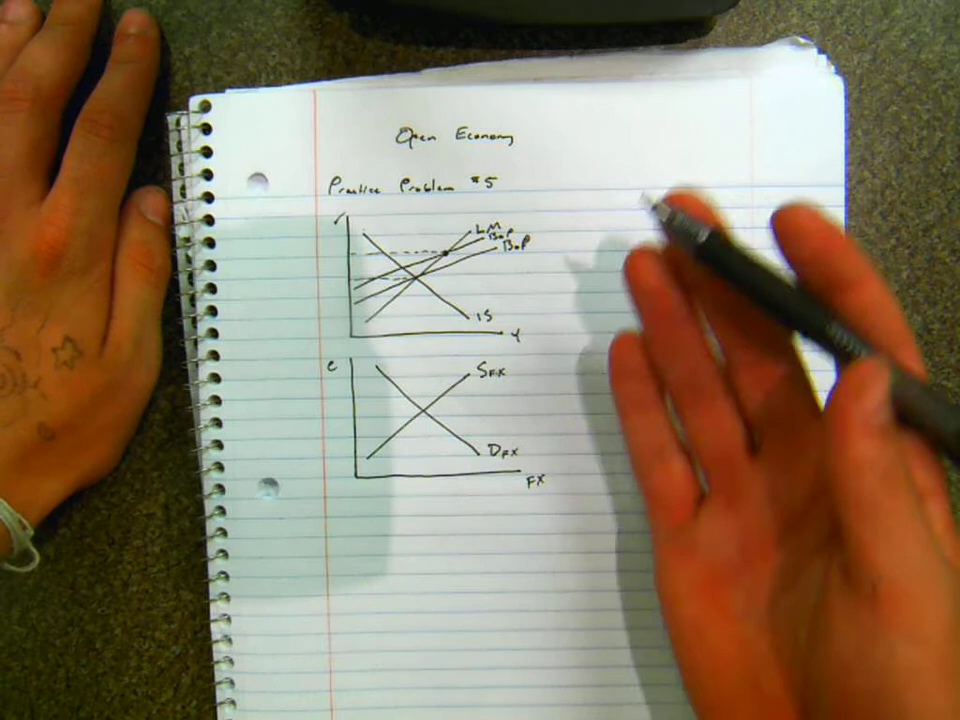 Open Economy
Practice Problem #5
r
LM
BoP
BoP
IS
Y
e
SFX
DFX
FX